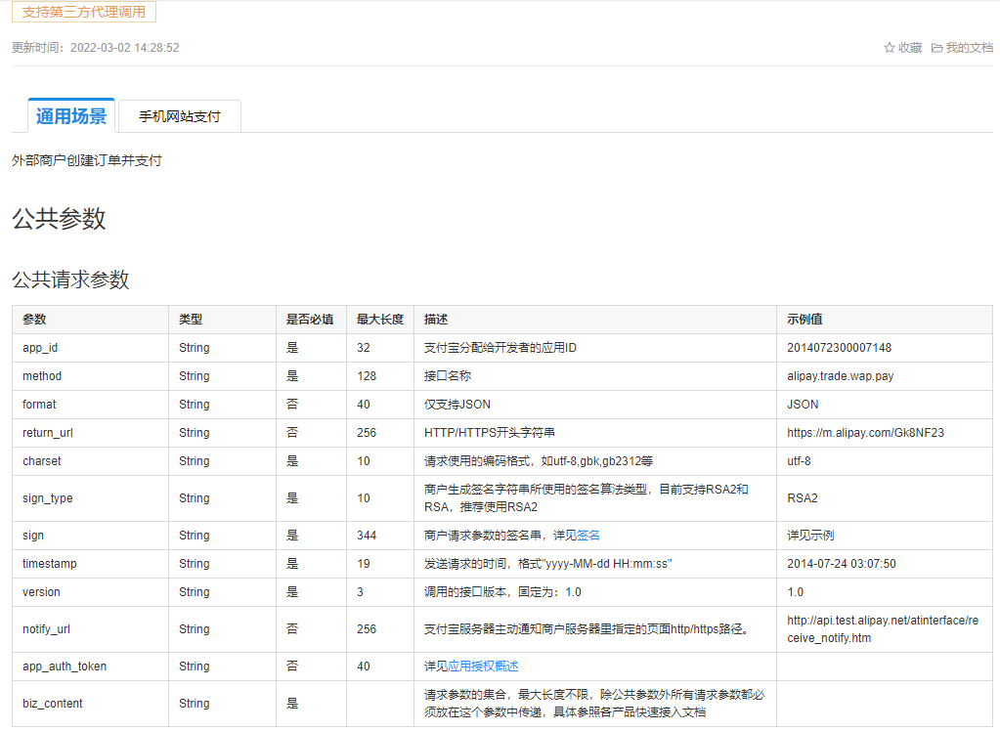 支持第三方代理调用
更新时间：2022-03-02 14:28:52 收藏 我的文档
通用场景 手机网站支付
外部商户创建订单并支付
公共参数
公共请求参数
参数 类型 是否必填 最大长度 描述 示例值
app_id String 是 32 支付宝分配给开发者的应用ID 2014072300007148
method String 是 128 接口名称 alipay.trade.wap.pay
format String 否 40 仅支持JSON JSON
return_url String 否 256 HTTP/HTTPS开头字符串 https://m.alipay.com/Gk8NF23
charset String 是 10 请求使用的编码格式，如utf-8,gbk,gb2312等 utf-8
sign_type String 是 10 商户生成签名字符串所使用的签名算法类型，目前支持RSA2和
RSA，推荐使用RSA2 RSA2
sign String 是 344 商户请求参数的签名串，详见签名 详见示例
timestamp String 是 19 发送请求的时间，格式"yyyy-MM-dd HH:mm:ss" 2014-07-24 03:07:50
version String 是 3 调用的接口版本，固定为：1.0 1.0
notify_url String 否 256 支付宝服务器主动通知商户服务器里指定的页面http/https路径。 http://api.test.alipay.net/atinterface/re
ceive_notify.htm
app_auth_token String 否 40 详见应用授权概述
biz_content String 是 请求参数的集合，最大长度不限，除公共参数外所有请求参数都必
须放在这个参数中传递，具体参照各产品快速接入文档